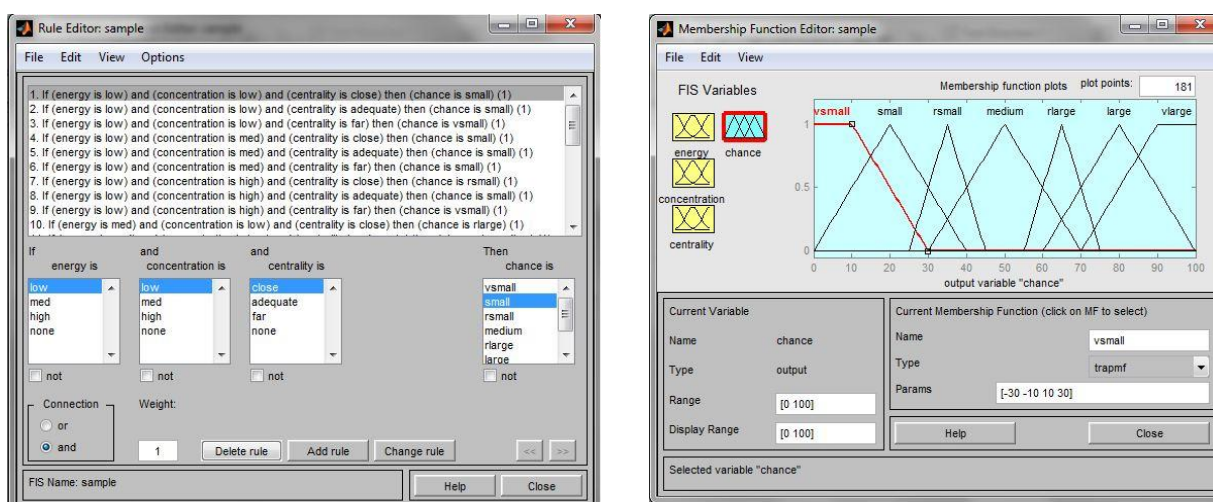 Rule Editor: sample
File Edit View Options
1. If (energy is low) and (concentration is low) and (centrality is close) then (chance is small) (1)
2. If (energy is low) and (concentration is low) and (centrality is adequate) then (chance is small) (1)
3. If (energy is low) and (concentration is low) and (centrality is far) then (chance is vsmall) (1)
4. If (energy is low) and (concentration is med) and (centrality is close) then (chance is small) (1)
5. If (energy is low) and (concentration is med) and (centrality is adequate) then (chance is small) (1)
6. If (energy is low) and (concentration is med) and (centrality is far) then (chance is small) (1)
7. If (energy is low) and (concentration is high) and (centrality is close) then (chance is rsmall) (1)
8. If (energy is low) and (concentration is high) and (centrality is adequate) then (chance is small) (1)
9. If (energy is low) and (concentration is high) and (centrality is far) then (chance is vsmall) (1)
10. If (energy is med) and (concentration is low) and (centrality is close) then (chance is rlarge) (1)
If and and Then
energy is concentration is centrality is chance is
low low close vsmall
med med adequate small
high high far rsmall
none none none medium
rlarge
large
not not not not
Connection Weight:
or
and 1 Delete rule Add rule Change rule << >>
FIS Name: sample Help Close
Membership Function Editor: sample
File Edit View
FIS Variables Membership function plots plot points: 181
energy chance
concentration
centrality
vsmall small rsmall medium rlarge large vlarge
1
0.5
0
0 10 20 30 40 50 60 70 80 90 100
output variable "chance"
Current Variable
Name chance
Type output
Range [0 100]
Display Range [0 100]
Current Membership Function (click on MF to select)
Name vsmall
Type trapmf
Params [-30 -10 10 30]
Help Close
Selected variable "chance"